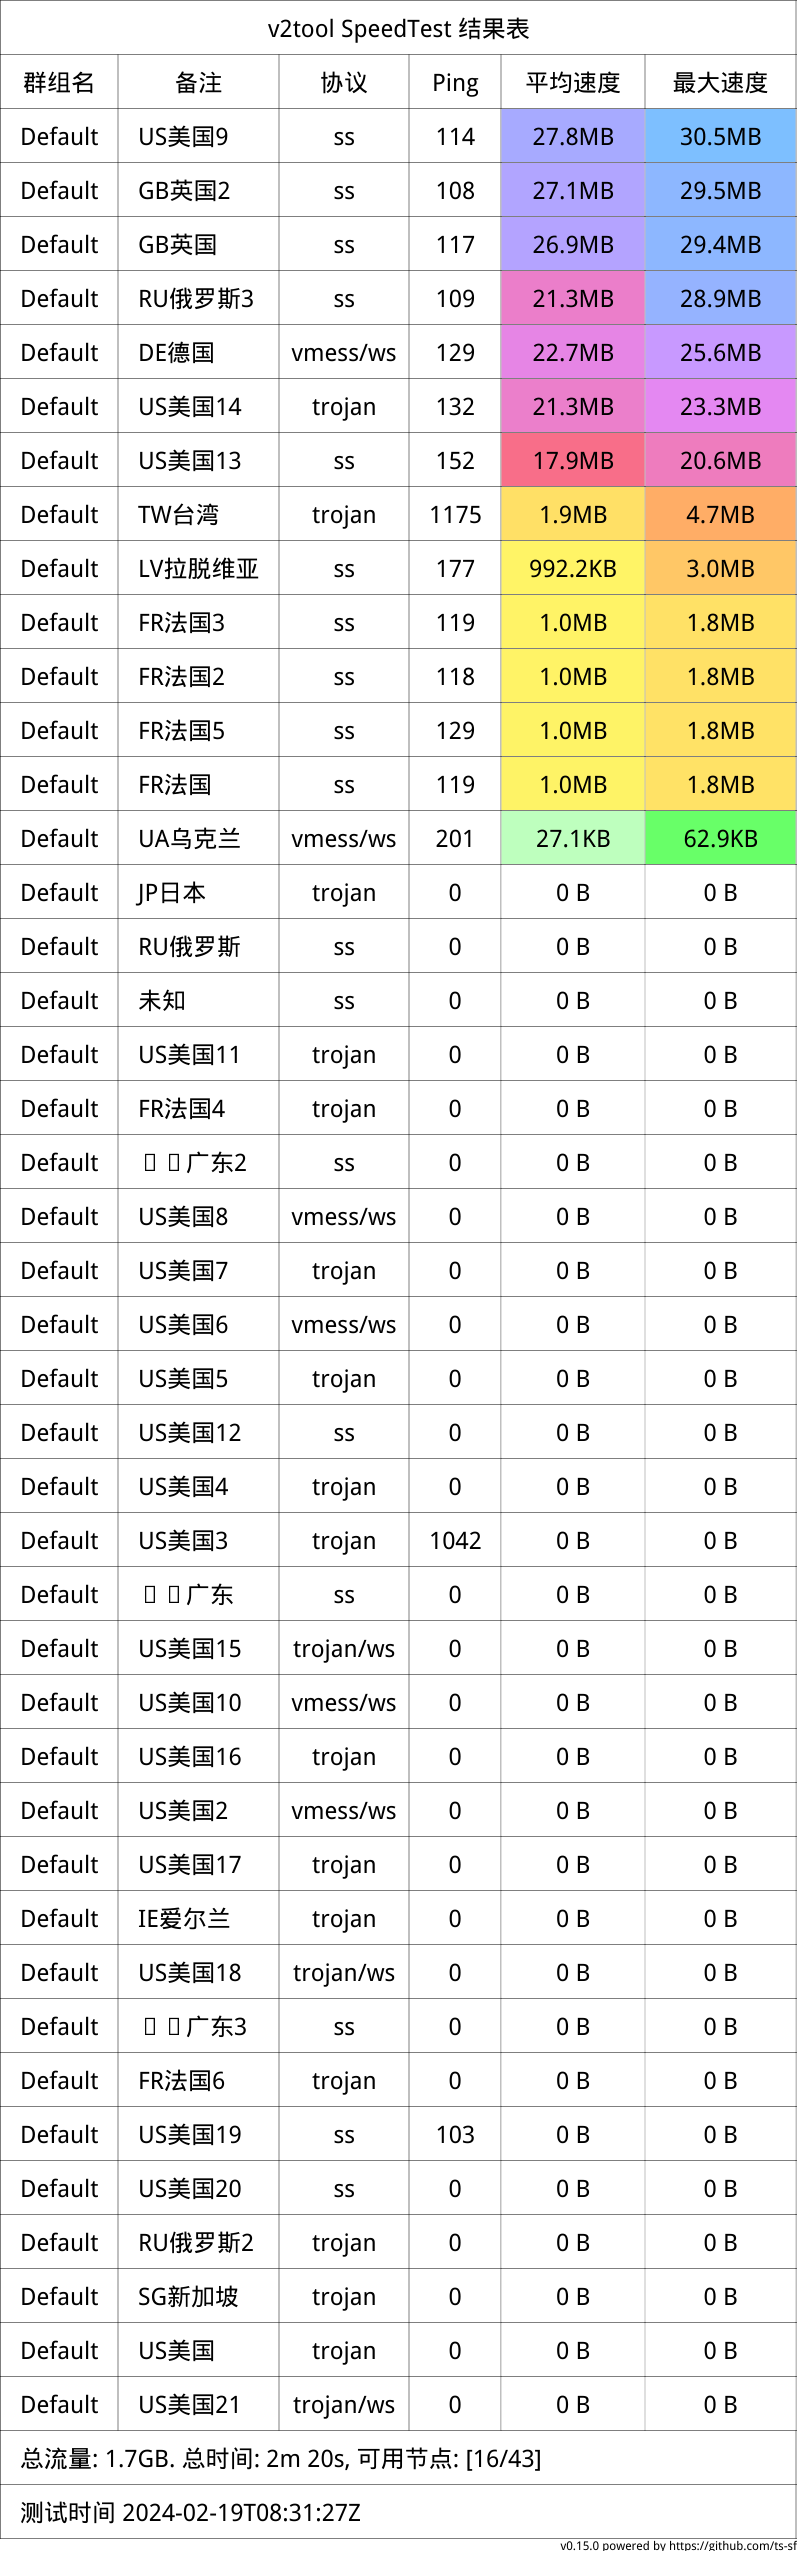 v2tool SpeedTest 结果表
群组名 备注 协议 Ping 平均速度 最大速度
Default US美国9 ss 114 27.8MB 30.5MB
Default GB英国2 ss 108 27.1MB 29.5MB
Default GB英国 ss 117 26.9MB 29.4MB
Default RU俄罗斯3 ss 109 21.3MB 28.9MB
Default DE德国 vmess/ws 129 22.7MB 25.6MB
Default US美国14 trojan 132 21.3MB 23.3MB
Default US美国13 ss 152 17.9MB 20.6MB
Default TW台湾 trojan 1175 1.9MB 4.7MB
Default LV拉脱维亚 ss 177 992.2KB 3.0MB
Default FR法国3 ss 119 1.0MB 1.8MB
Default FR法国2 ss 118 1.0MB 1.8MB
Default FR法国5 ss 129 1.0MB 1.8MB
Default FR法国 ss 119 1.0MB 1.8MB
Default UA乌克兰 vmess/ws 201 27.1KB 62.9KB
Default JP日本 trojan 0 0 B 0 B
Default RU俄罗斯 ss 0 0 B 0 B
Default 未知 ss 0 0 B 0 B
Default US美国11 trojan 0 0 B 0 B
Default FR法国4 trojan 0 0 B 0 B
Default 广东2 ss 0 0 B 0 B
Default US美国8 vmess/ws 0 0 B 0 B
Default US美国7 trojan 0 0 B 0 B
Default US美国6 vmess/ws 0 0 B 0 B
Default US美国5 trojan 0 0 B 0 B
Default US美国12 ss 0 0 B 0 B
Default US美国4 trojan 0 0 B 0 B
Default US美国3 trojan 1042 0 B 0 B
Default 广东 ss 0 0 B 0 B
Default US美国15 trojan/ws 0 0 B 0 B
Default US美国10 vmess/ws 0 0 B 0 B
Default US美国16 trojan 0 0 B 0 B
Default US美国2 vmess/ws 0 0 B 0 B
Default US美国17 trojan 0 0 B 0 B
Default IE爱尔兰 trojan 0 0 B 0 B
Default US美国18 trojan/ws 0 0 B 0 B
Default 广东3 ss 0 0 B 0 B
Default FR法国6 trojan 0 0 B 0 B
Default US美国19 ss 103 0 B 0 B
Default US美国20 ss 0 0 B 0 B
Default RU俄罗斯2 trojan 0 0 B 0 B
Default SG新加坡 trojan 0 0 B 0 B
Default US美国 trojan 0 0 B 0 B
Default US美国21 trojan/ws 0 0 B 0 B
总流量: 1.7GB. 总时间: 2m 20s, 可用节点: [16/43]
测试时间 2024-02-19T08:31:27Z
v0.15.0 powered by https://github.com/ts-sf